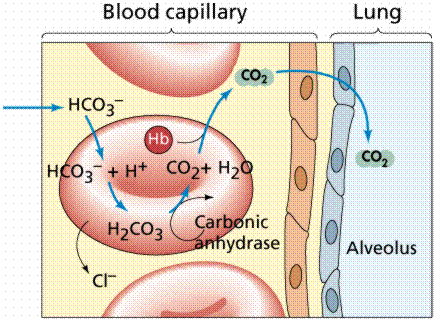 Blood capillary
Lung
CO₂
HCO₃⁻
Hb
CO₂
HCO₃⁻ + H⁺
CO₂ + H₂O
H₂CO₃
Carbonic
anhydrase
Alveolus
Cl⁻